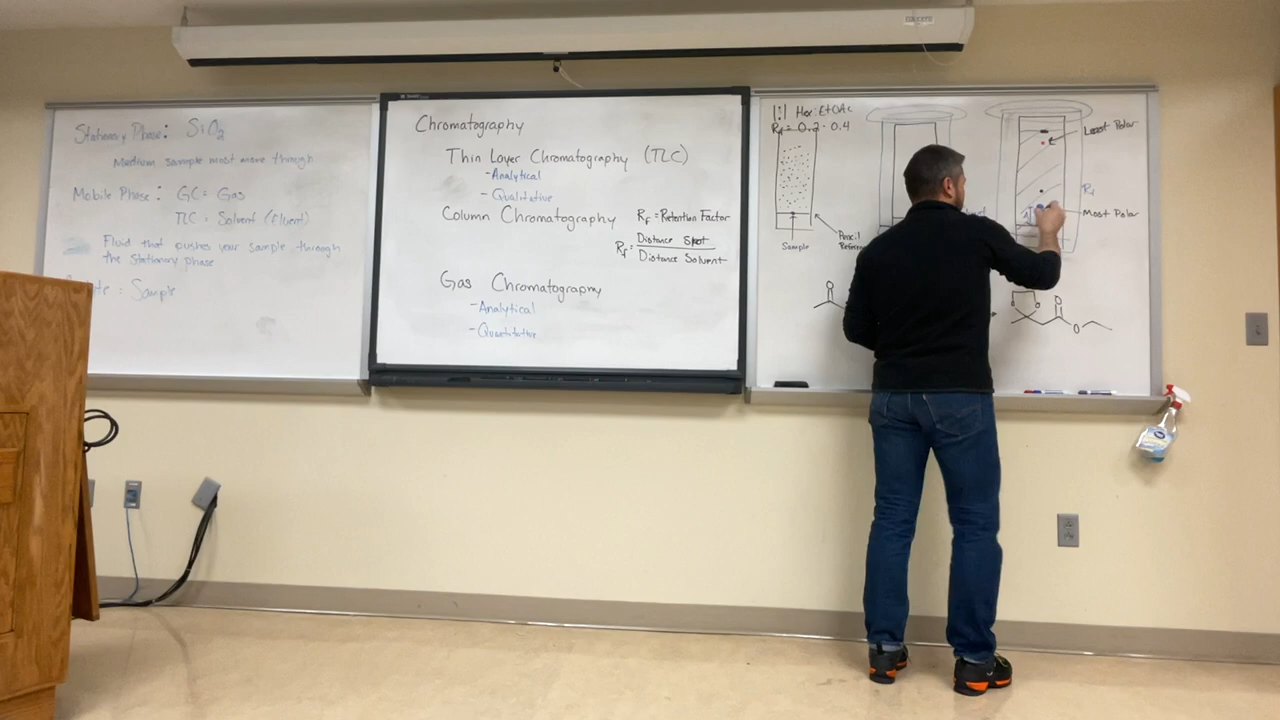 Stationary Phase: SiO2
Medium sample must move through
Mobile Phase: GC = Gas
TLC = Solvent (Eluent)
Fluid that pushes your sample through
the stationary phase
: Sample
Chromatography
Thin Layer Chromatography (TLC)
-Analytical
- Qualitative
Column Chromatography
Rf = Retention Factor
Rf = Distance Spot
Distance Solvent
Gas Chromatography
-Analytical
-Quantitative
1:1 Hex:EtOAc
Rf = 0.2 - 0.4
Sample
Pencil
Least Polar
Rf
Most Polar
O
O
O
O
O